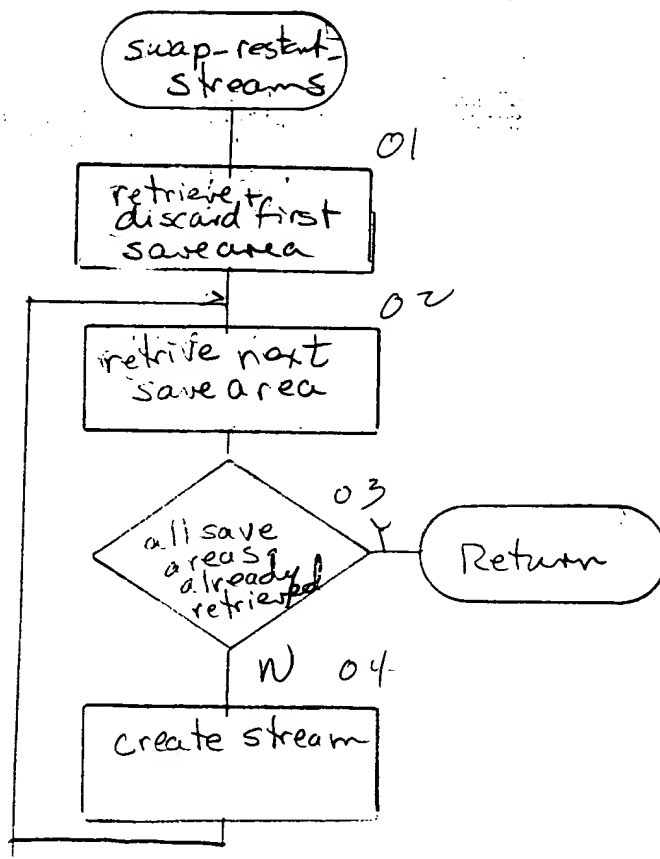 swap-restart-
streams
01
retrieve +
discard first
save area
02
retrive next
save area
03
all save
areas
already
retrieved
Y
Return
N 04
create stream